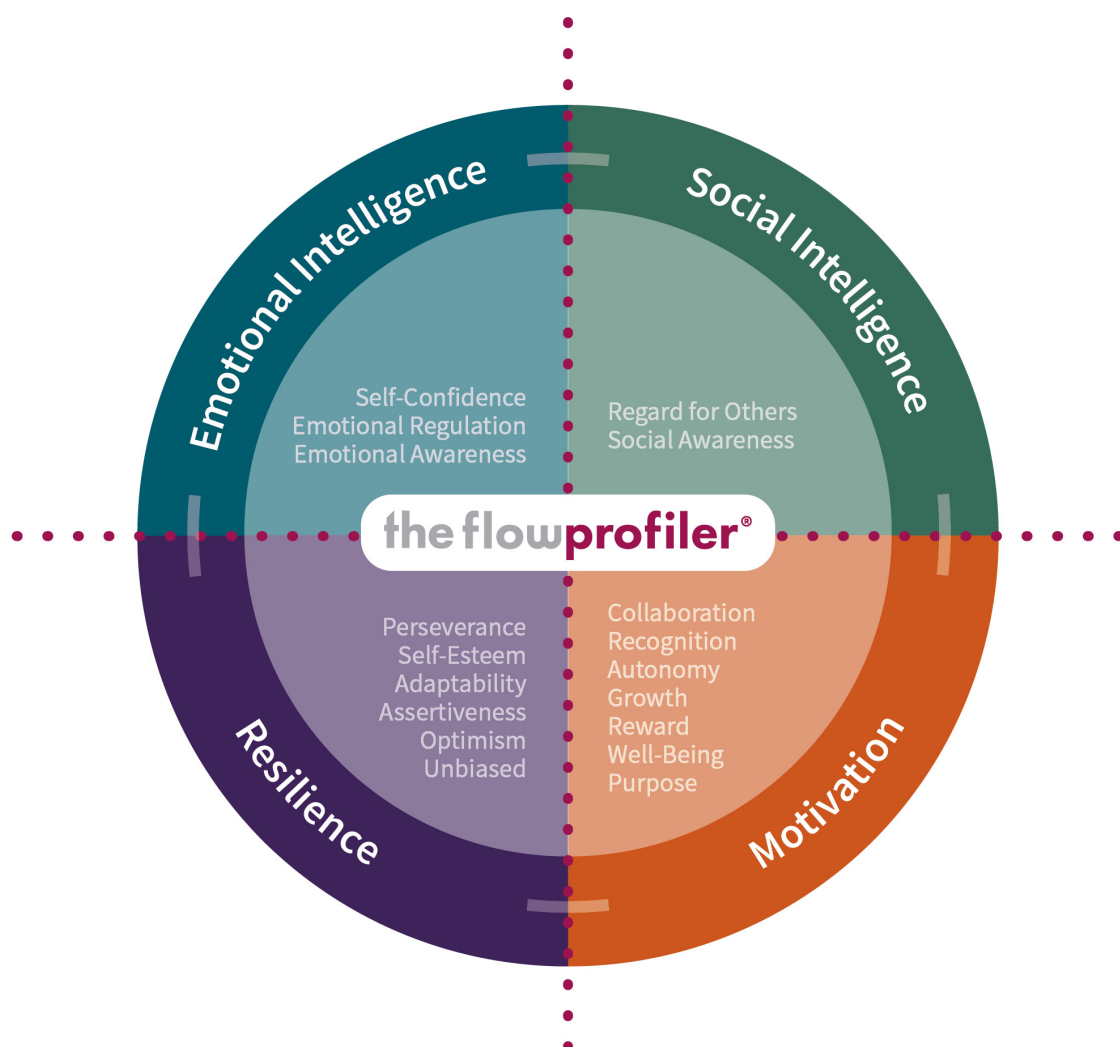 Emotional Intelligence
Social Intelligence
Self-Confidence
Emotional Regulation
Emotional Awareness
Regard for Others
Social Awareness
the flowprofiler®
Perseverance
Self-Esteem
Adaptability
Assertiveness
Optimism
Unbiased
Collaboration
Recognition
Autonomy
Growth
Reward
Well-Being
Purpose
Resilience
Motivation